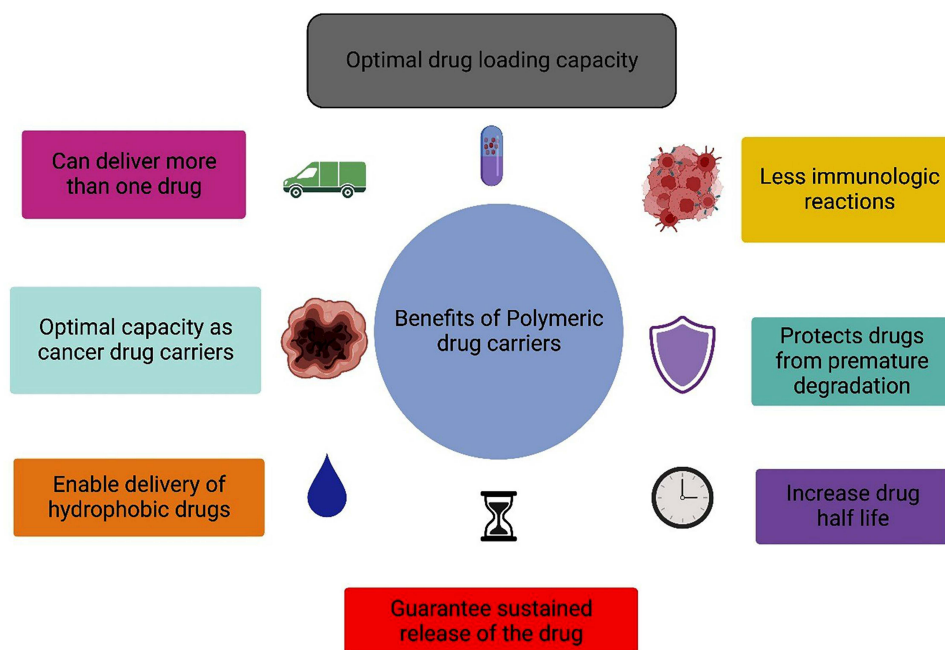 Optimal drug loading capacity
Can deliver more
than one drug
Less immunologic
reactions
Benefits of Polymeric
drug carriers
Optimal capacity as
cancer drug carriers
Protects drugs
from premature
degradation
Enable delivery of
hydrophobic drugs
Increase drug
half life
Guarantee sustained
release of the drug